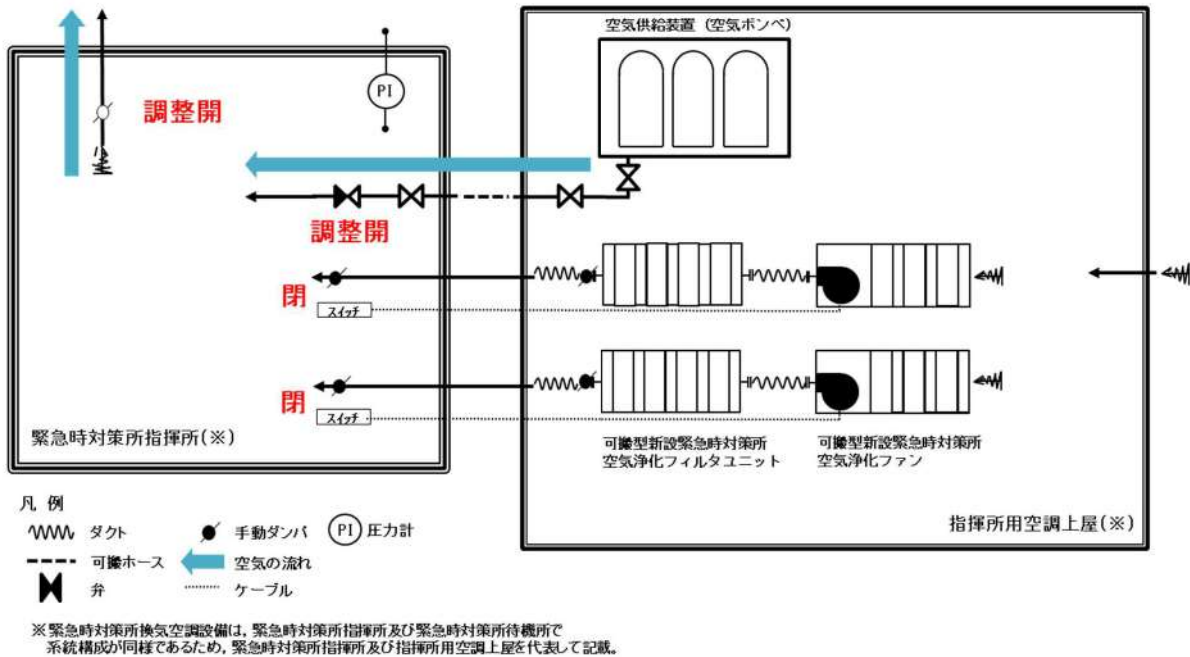 空気供給装置 (空気ボンベ)
PI
調整開
調整開
閉
スイッチ
閉
スイッチ
緊急時対策所指揮所(※)
可搬型新設緊急時対策所
空気浄化フィルタユニット
可搬型新設緊急時対策所
空気浄化ファン
指揮所用空調上屋(※)
凡 例
ダクト
手動ダンパ
PI 圧力計
可搬ホース
空気の流れ
弁
ケーブル
※緊急時対策所換気空調設備は，緊急時対策所指揮所及び緊急時対策所待機所で
系統構成が同様であるため，緊急時対策所指揮所及び指揮所用空調上屋を代表して記載。